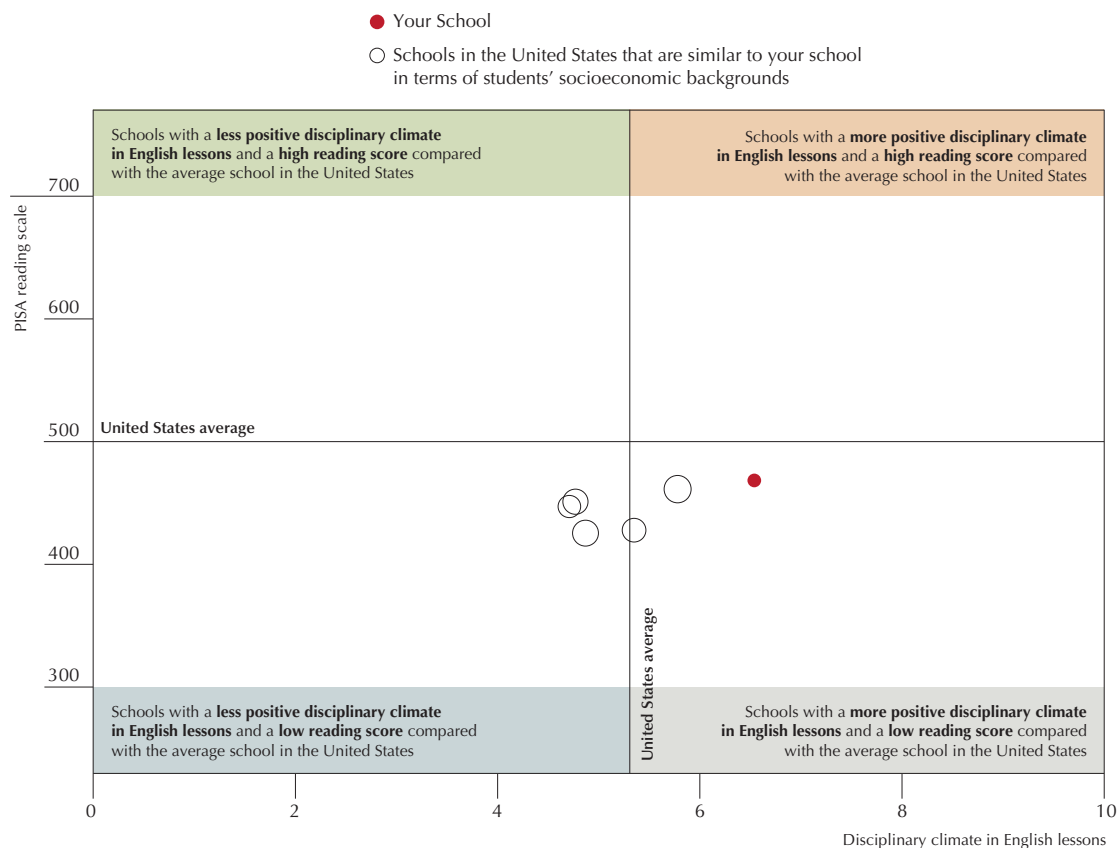 Your School
Schools in the United States that are similar to your school
in terms of students’ socioeconomic backgrounds
Schools with a less positive disciplinary climate
in English lessons and a high reading score compared
with the average school in the United States
Schools with a more positive disciplinary climate
in English lessons and a high reading score compared
with the average school in the United States
PISA reading scale
700
600
500
400
300
United States average
United States average
Schools with a less positive disciplinary climate
in English lessons and a low reading score compared
with the average school in the United States
Schools with a more positive disciplinary climate
in English lessons and a low reading score compared
with the average school in the United States
0
2
4
6
8
10
Disciplinary climate in English lessons